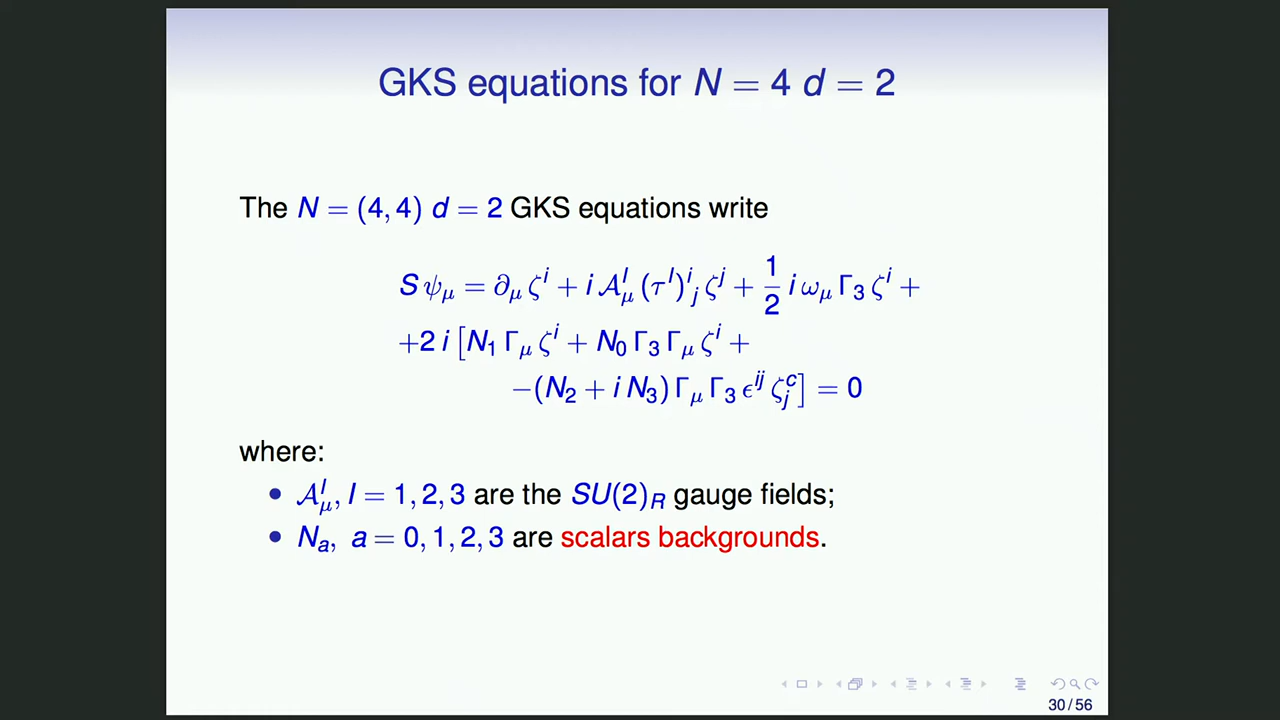 GKS equations for N = 4 d = 2
The N = (4, 4) d = 2 GKS equations write
S ψ_μ = ∂_μ ζ^i + i 𝒜^I_μ (τ^I)^i_j ζ^j + 1/2 i ω_μ Γ_3 ζ^i +
+2 i [N_1 Γ_μ ζ^i + N_0 Γ_3 Γ_μ ζ^i +
−(N_2 + i N_3) Γ_μ Γ_3 ϵ^{ij} ζ^c_j] = 0
where:
• 𝒜^I_μ, I = 1, 2, 3 are the SU(2)_R gauge fields;
• N_a, a = 0, 1, 2, 3 are scalars backgrounds.
30 / 56